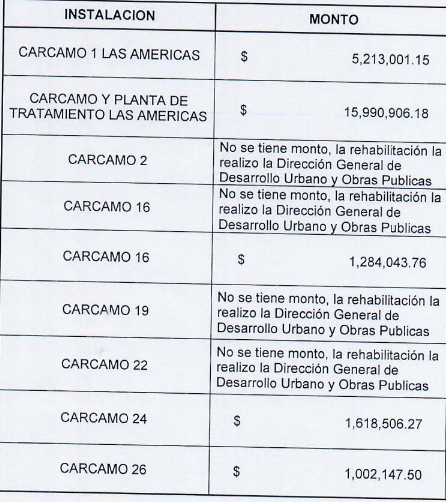 INSTALACION MONTO
CARCAMO 1 LAS AMERICAS $ 5,213,001.15
CARCAMO Y PLANTA DE
TRATAMIENTO LAS AMERICAS $ 15,990,906.18
CARCAMO 2
No se tiene monto, la rehabilitación la
realizo la Dirección General de
Desarrollo Urbano y Obras Publicas
CARCAMO 16
No se tiene monto, la rehabilitación la
realizo la Dirección General de
Desarrollo Urbano y Obras Publicas
CARCAMO 16 $ 1,284,043.76
CARCAMO 19
No se tiene monto, la rehabilitación la
realizo la Dirección General de
Desarrollo Urbano y Obras Publicas
CARCAMO 22
No se tiene monto, la rehabilitación la
realizo la Dirección General de
Desarrollo Urbano y Obras Publicas
CARCAMO 24 $ 1,618,506.27
CARCAMO 26 $ 1,002,147.50